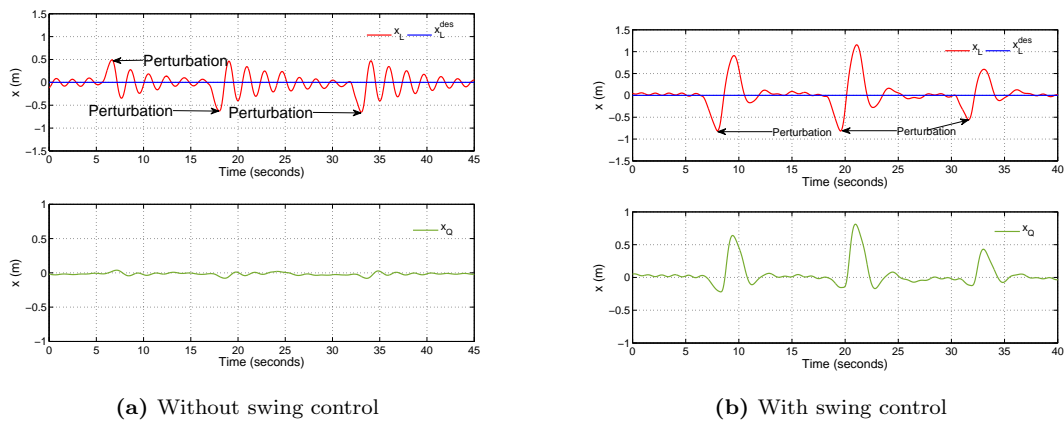 1.5
1
0.5
0
−0.5
−1
1.5
x (m)
x_L x_L^des
Perturbation
Perturbation Perturbation
0 5 10 15 20 25 30 35 40 45
Time (seconds)
1
0.5
0
−0.5
−1
x (m)
x_Q
0 5 10 15 20 25 30 35 40 45
Time (seconds)
(a) Without swing control
1.5
1
0.5
0
−0.5
−1
1.5
x (m)
x_L x_L^des
Perturbation Perturbation
0 5 10 15 20 25 30 35 40
Time (seconds)
1
0.5
0
−0.5
−1
x (m)
x_Q
0 5 10 15 20 25 30 35 40
Time (seconds)
(b) With swing control